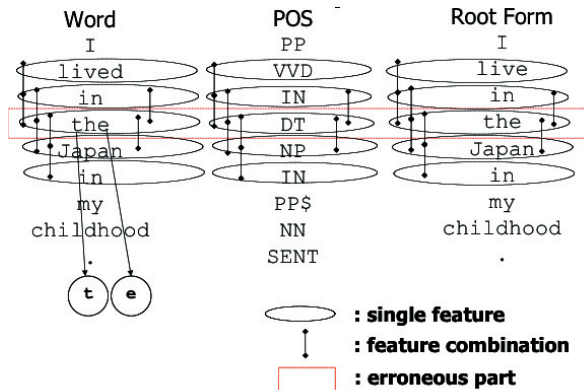 Word POS Root Form
I PP I
lived VVD live
in IN in
the DT the
Japan NP Japan
in IN in
my PP$ my
childhood NN childhood
. SENT .
t e
: single feature
: feature combination
: erroneous part